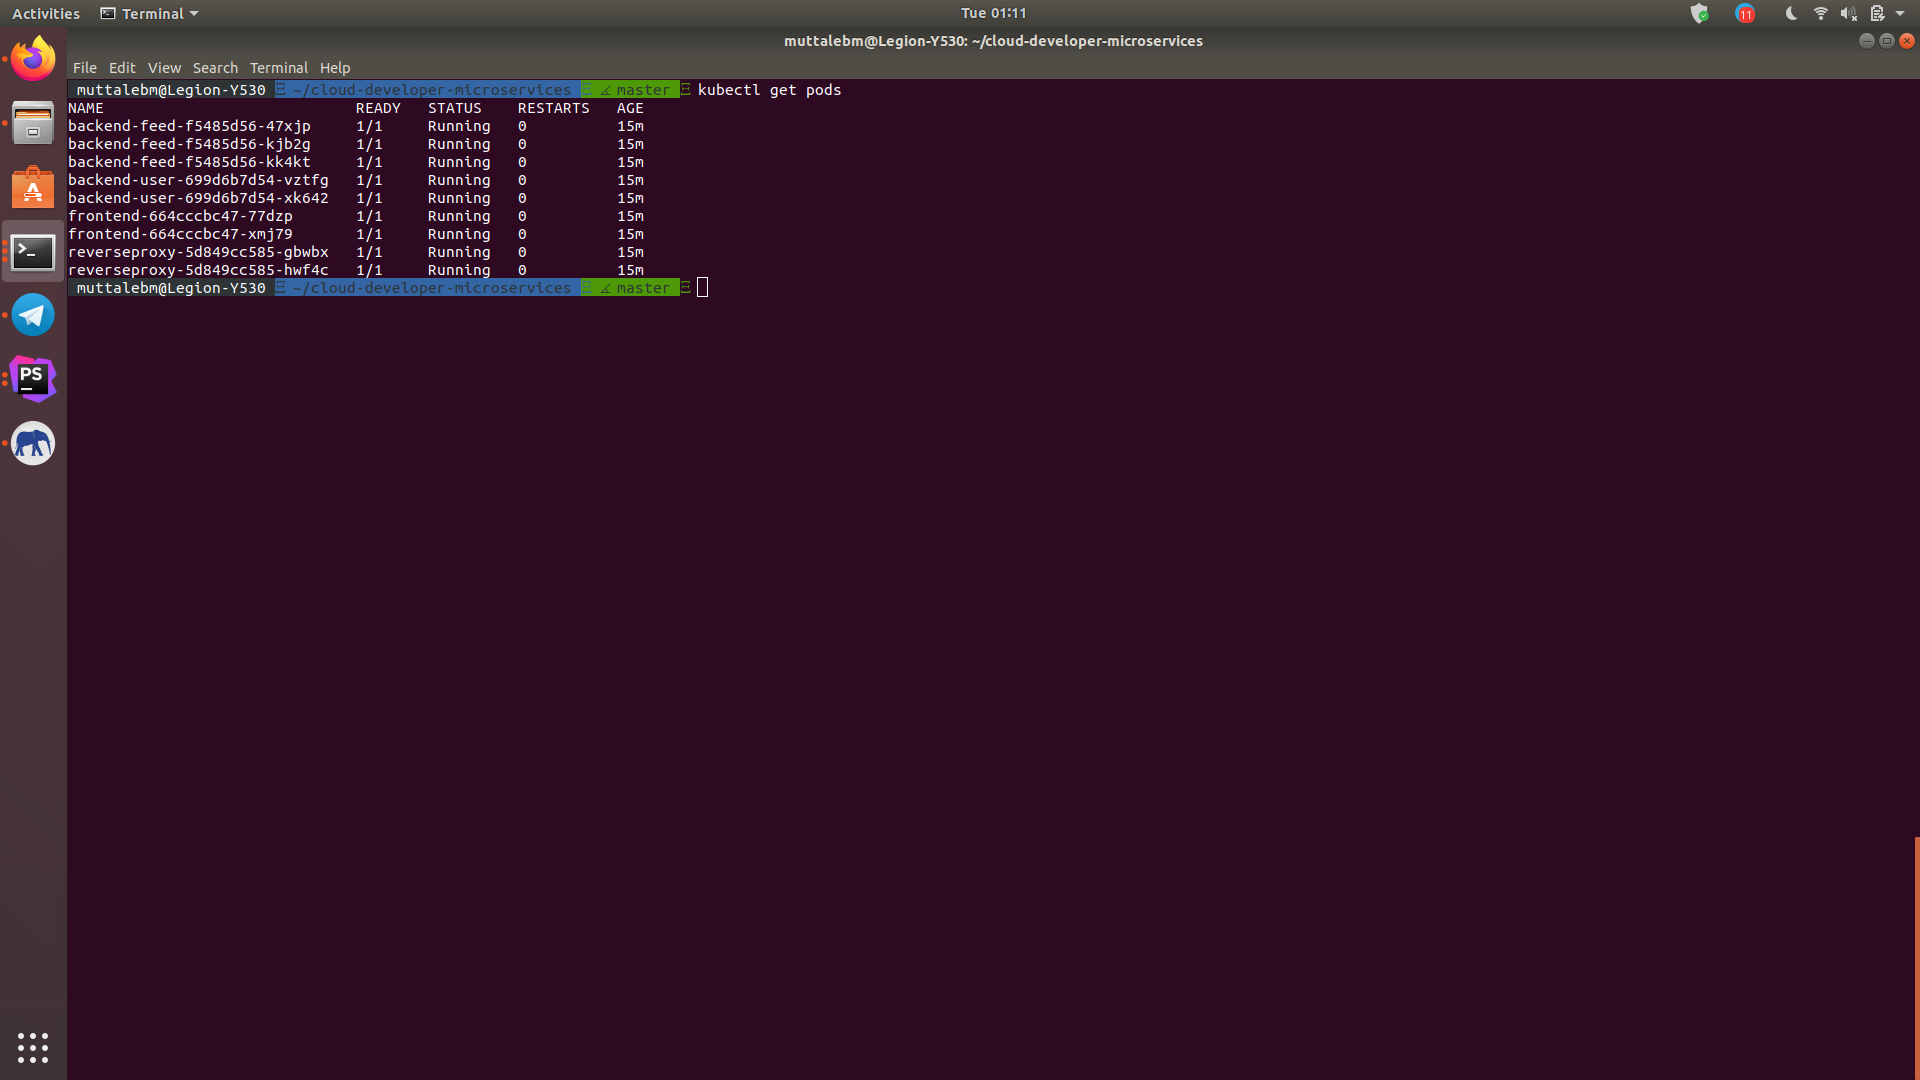 Activities Terminal Tue 01:11 11
muttalebm@Legion-Y530: ~/cloud-developer-microservices
File Edit View Search Terminal Help
muttalebm@Legion-Y530 ~/cloud-developer-microservices master kubectl get pods
NAME READY STATUS RESTARTS AGE
backend-feed-f5485d56-47xjp 1/1 Running 0 15m
backend-feed-f5485d56-kjb2g 1/1 Running 0 15m
backend-feed-f5485d56-kk4kt 1/1 Running 0 15m
backend-user-699d6b7d54-vztfg 1/1 Running 0 15m
backend-user-699d6b7d54-xk642 1/1 Running 0 15m
frontend-664cccbc47-77dzp 1/1 Running 0 15m
frontend-664cccbc47-xmj79 1/1 Running 0 15m
reverseproxy-5d849cc585-gbwbx 1/1 Running 0 15m
reverseproxy-5d849cc585-hwf4c 1/1 Running 0 15m
muttalebm@Legion-Y530 ~/cloud-developer-microservices master
PS